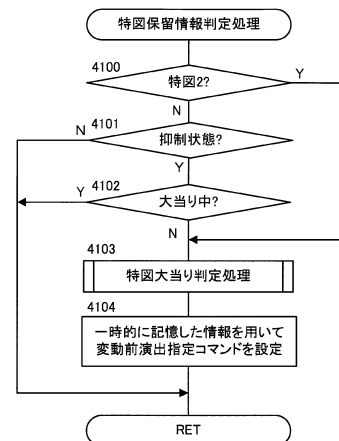 特図保留情報判定処理
4100
特図2?
Y
N
N
4101
抑制状態?
Y
Y
4102
大当り中?
N
4103
特図大当り判定処理
4104
一時的に記憶した情報を用いて
変動前演出指定コマンドを設定
RET